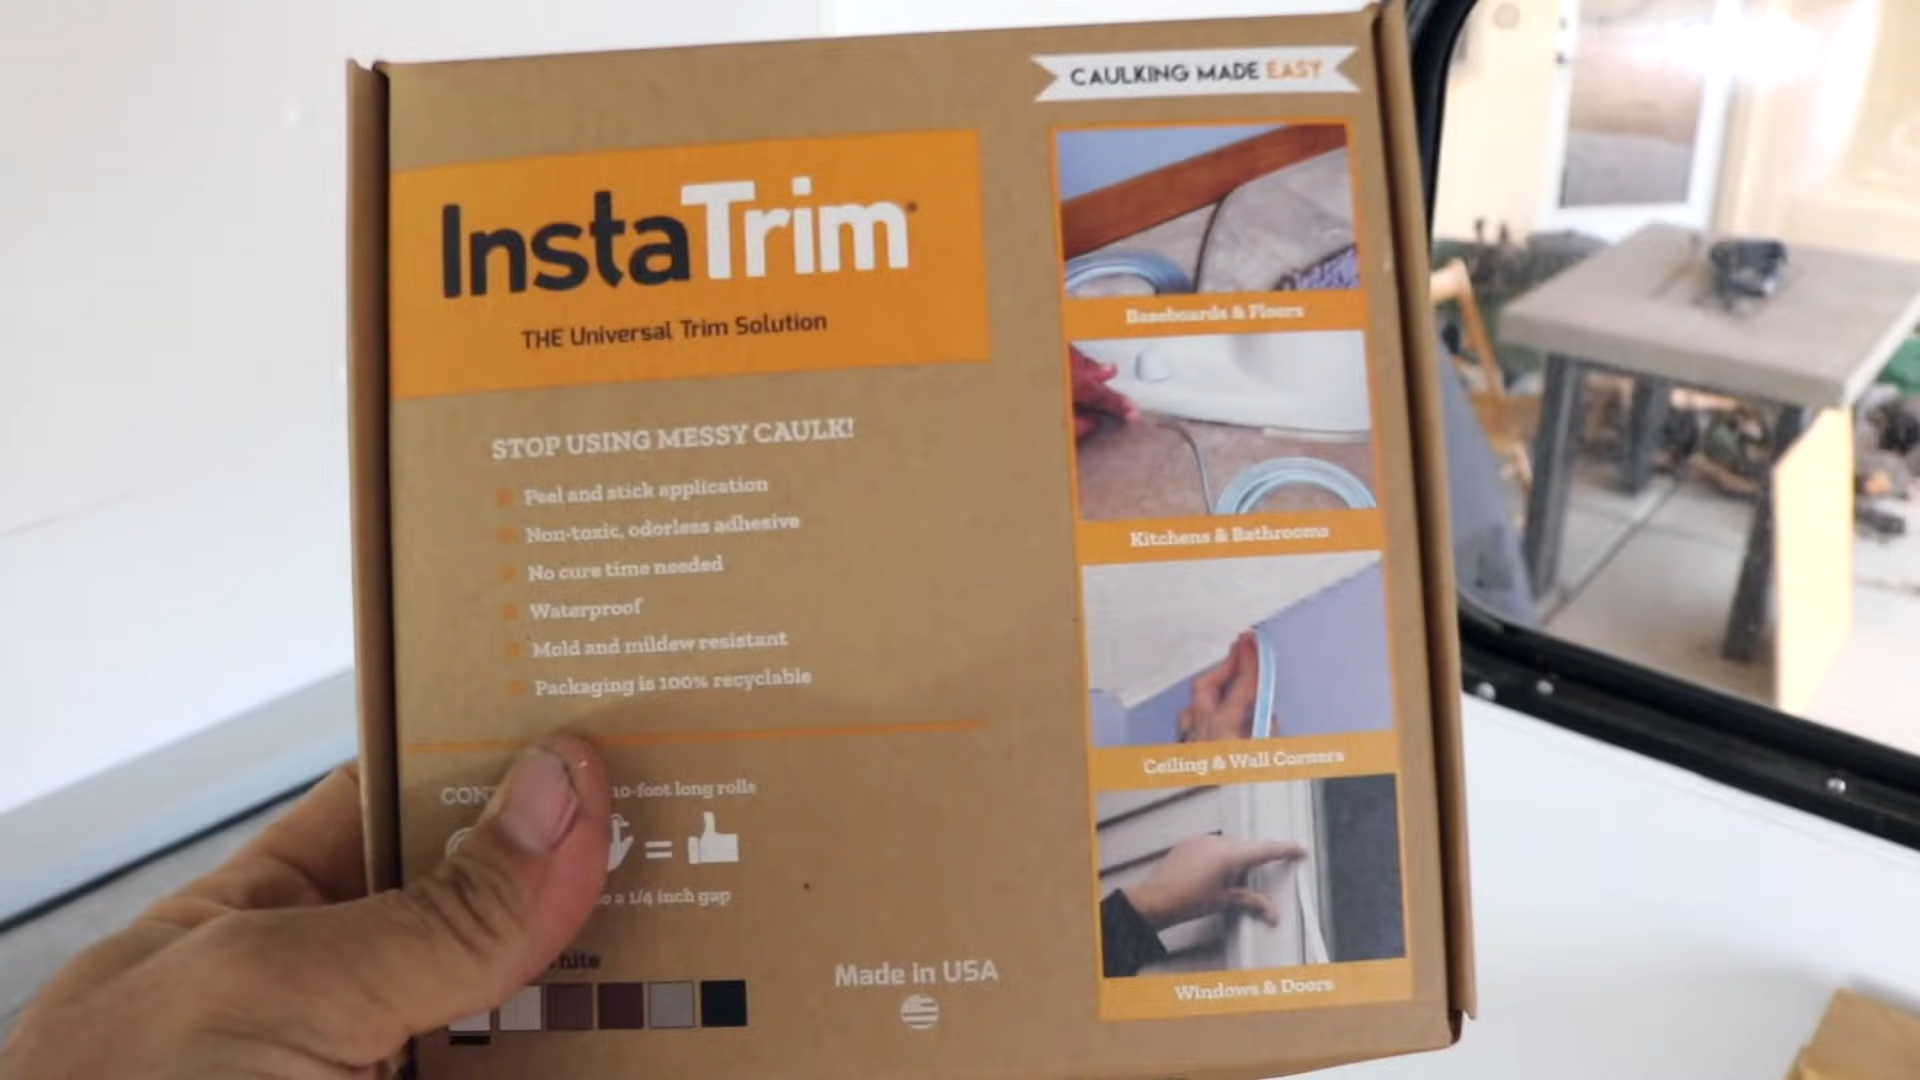 CAULKING MADE EASY
InstaTrim
THE Universal Trim Solution
STOP USING MESSY CAULK!
Peel and stick application
Non-toxic, odorless adhesive
No cure time needed
Waterproof
Mold and mildew resistant
Packaging is 100% recyclable
10-foot long rolls
=
a 1/4 inch gap
Made in USA
Baseboards & Floors
Kitchens & Bathrooms
Ceiling & Wall Corners
Windows & Doors